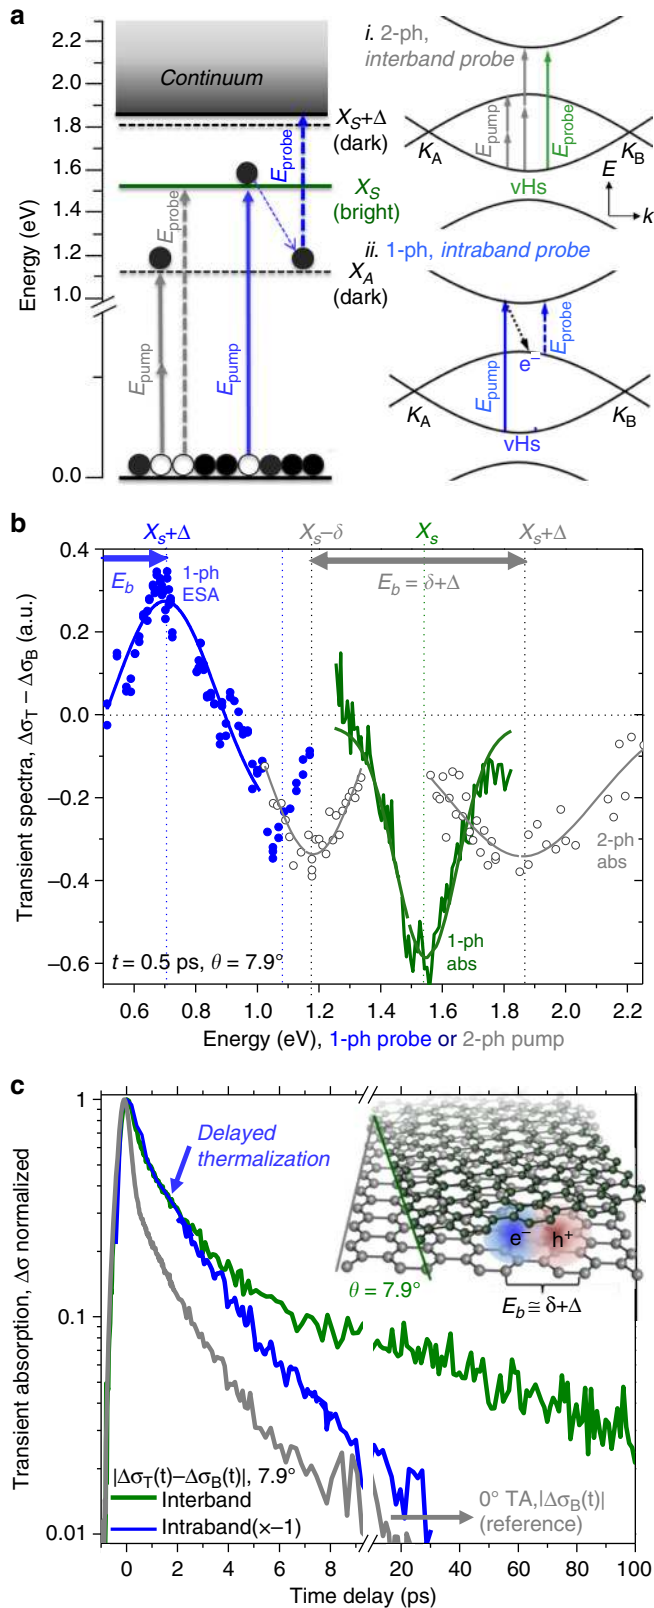 a
2.2
2.0
1.8
1.6
1.4
1.2
1.0
0.0
Energy (eV)
Continuum
X_S+Δ
(dark)
X_S
(bright)
X_A
(dark)
E_pump
E_probe
E_pump
E_probe
i. 2-ph,
interband probe
E_pump
E_probe
K_A
K_B
vHs
E
k
ii. 1-ph, intraband probe
E_pump
E_probe
e−
K_A
K_B
vHs
b
X_s+Δ
X_s−δ
X_s
X_s+Δ
E_b
1-ph
ESA
E_b = δ+Δ
0.4
0.2
0.0
−0.2
−0.4
−0.6
Transient spectra, Δσ_T − Δσ_B (a.u.)
2-ph
abs
1-ph
abs
t = 0.5 ps, θ = 7.9°
0.6 0.8 1.0 1.2 1.4 1.6 1.8 2.0 2.2
Energy (eV), 1-ph probe or 2-ph pump
c
1
0.1
0.01
Transient absorption, Δσ normalized
Delayed
thermalization
e−
h+
θ = 7.9°
E_b ≅ δ+Δ
|Δσ_T(t)−Δσ_B(t)|, 7.9°
Interband
Intraband(×−1)
0° TA,|Δσ_B(t)|
(reference)
0 2 4 6 8 20 40 60 80 100
Time delay (ps)